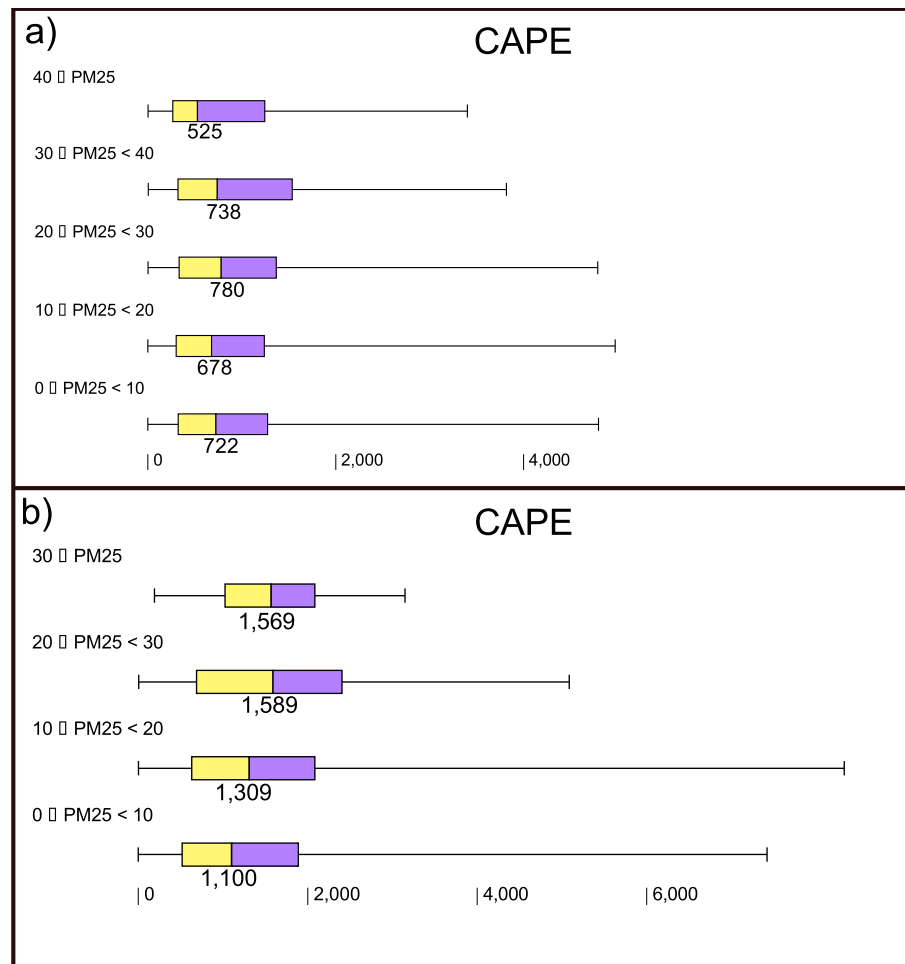 a)
CAPE
40 ▯ PM25
525
30 ▯ PM25 < 40
738
20 ▯ PM25 < 30
780
10 ▯ PM25 < 20
678
0 ▯ PM25 < 10
722
|0 |2,000 |4,000
b)
CAPE
30 ▯ PM25
1,569
20 ▯ PM25 < 30
1,589
10 ▯ PM25 < 20
1,309
0 ▯ PM25 < 10
1,100
|0 |2,000 |4,000 |6,000